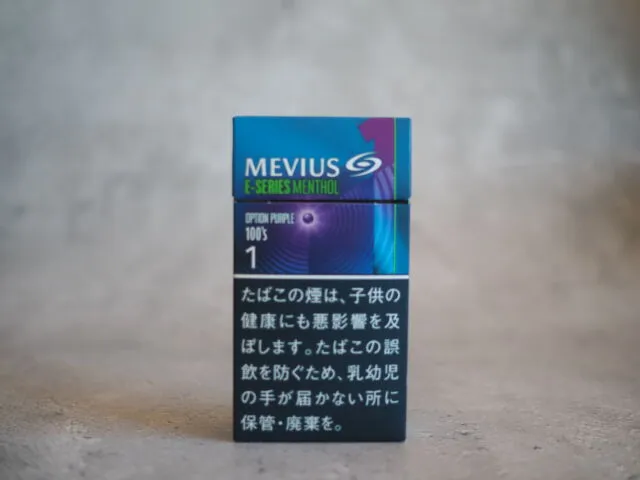 MEVIUS
E-SERIES MENTHOL
OPTION PURPLE
100's
1
たばこの煙は、子供の
健康にも悪影響を及
ぼします。たばこの誤
飲を防ぐため、乳幼児
の手が届かない所に
保管・廃棄を。